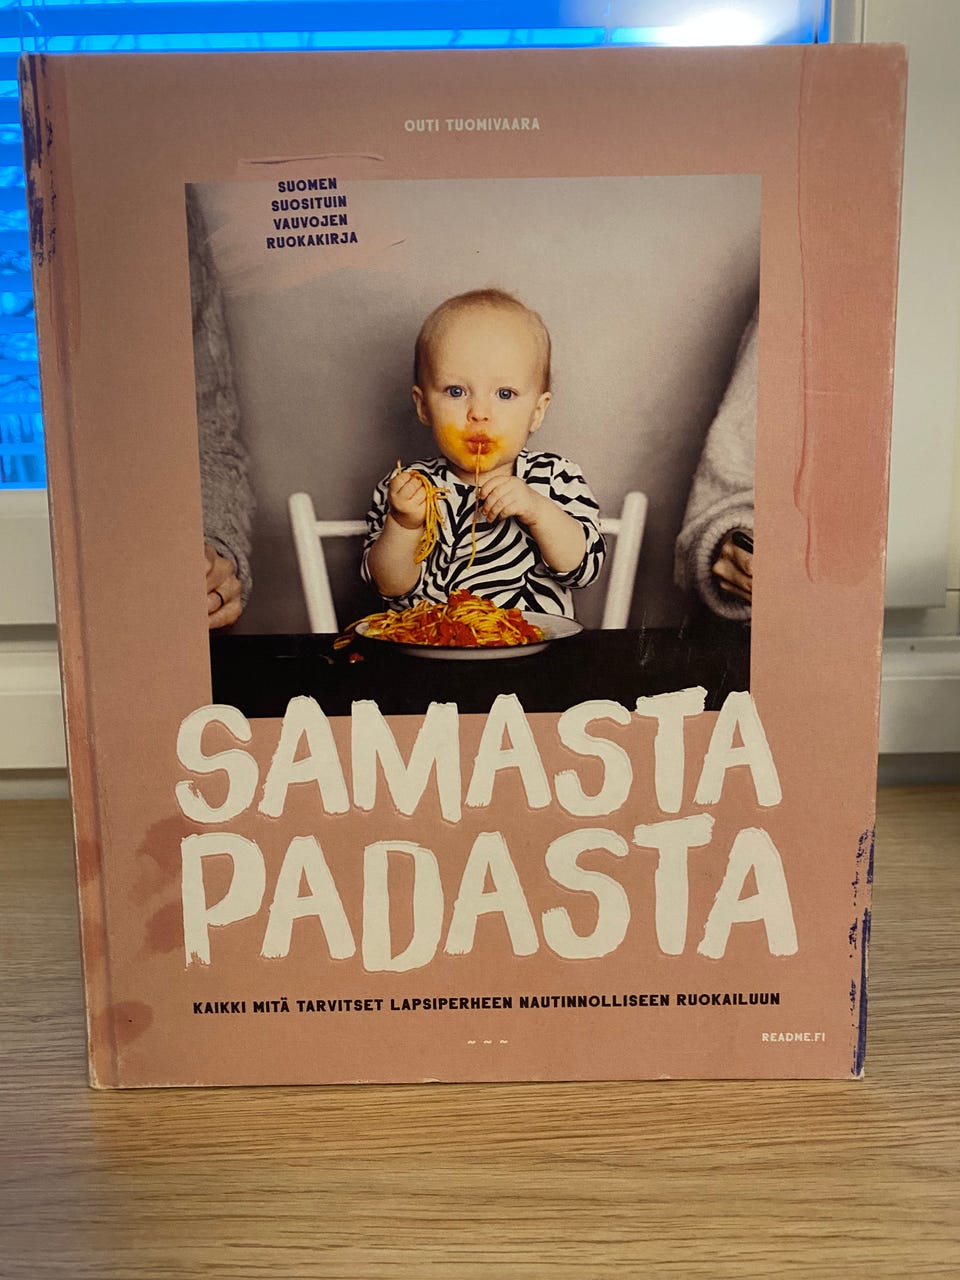 OUTI TUOMIVAARA
SUOMEN
SUOSITUIN
VAUVOJEN
RUOKAKIRJA
SAMASTA
PADASTA
KAIKKI MITÄ TARVITSET LAPSIPERHEEN NAUTINNOLLISEEN RUOKAILUUN
~ ~ ~
README.FI